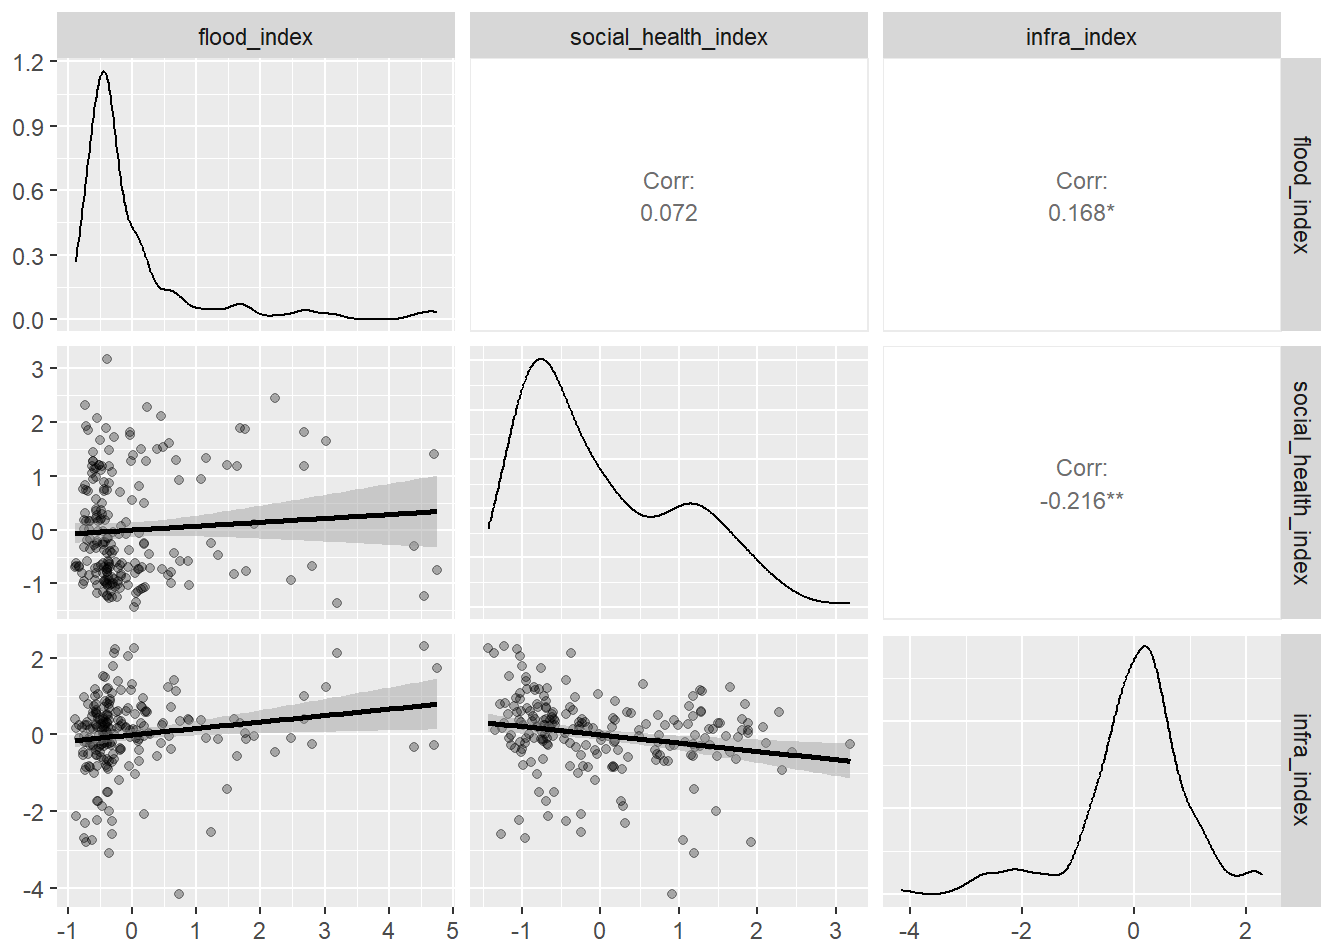 flood_index
social_health_index
infra_index
1.2
0.9
0.6
0.3
0.0
Corr:
0.072
Corr:
0.168*
flood_index
3
2
1
0
-1
Corr:
-0.216**
social_health_index
2
0
-2
-4
infra_index
-1 0 1 2 3 4 5
-1 0 1 2 3
-4 -2 0 2